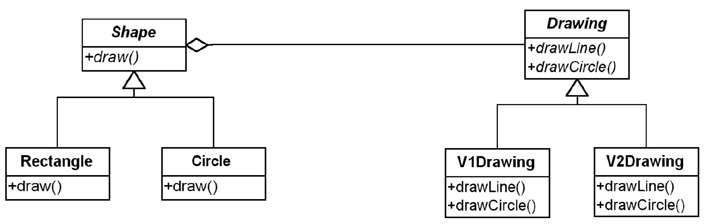 Shape
+draw()
Drawing
+drawLine()
+drawCircle()
Rectangle
+draw()
Circle
+draw()
V1Drawing
+drawLine()
+drawCircle()
V2Drawing
+drawLine()
+drawCircle()